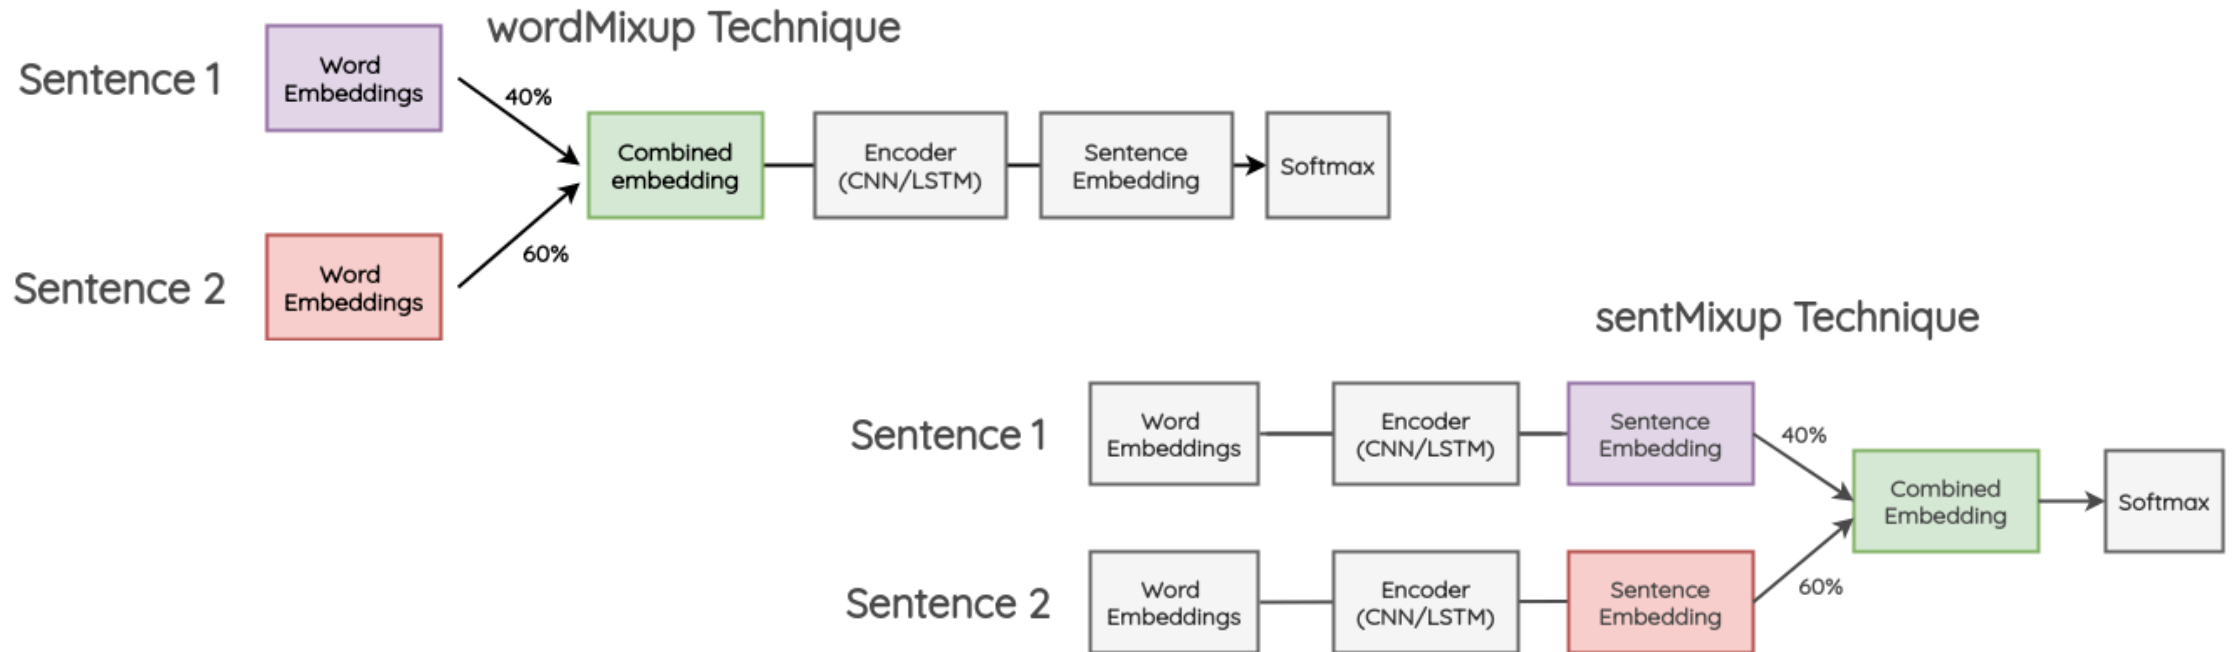 wordMixup Technique
Sentence 1
Word
Embeddings
40%
Combined
embedding
Encoder
(CNN/LSTM)
Sentence
Embedding
Softmax
Sentence 2
Word
Embeddings
60%
sentMixup Technique
Sentence 1
Word
Embeddings
Encoder
(CNN/LSTM)
Sentence
Embedding
40%
Combined
Embedding
Softmax
Sentence 2
Word
Embeddings
Encoder
(CNN/LSTM)
Sentence
Embedding
60%